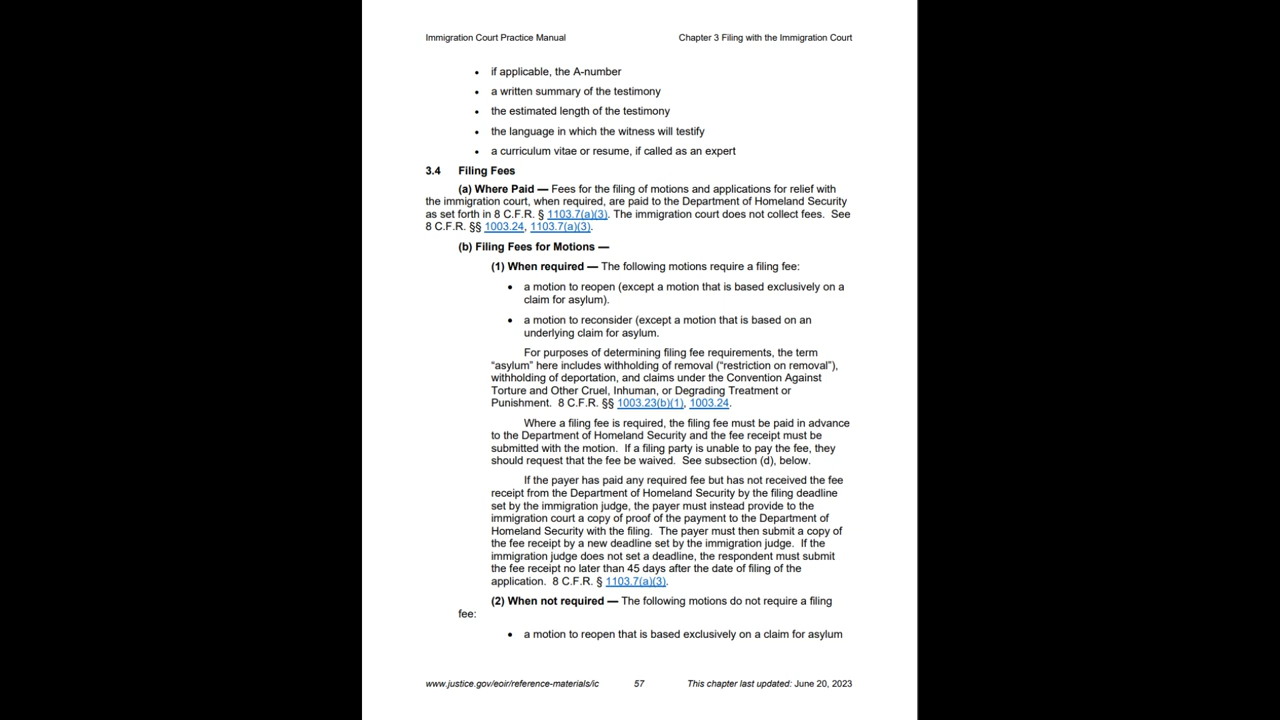 Immigration Court Practice Manual Chapter 3 Filing with the Immigration Court
• if applicable, the A-number
• a written summary of the testimony
• the estimated length of the testimony
• the language in which the witness will testify
• a curriculum vitae or resume, if called as an expert
3.4 Filing Fees
(a) Where Paid — Fees for the filing of motions and applications for relief with
the immigration court, when required, are paid to the Department of Homeland Security
as set forth in 8 C.F.R. § 1103.7(a)(3). The immigration court does not collect fees. See
8 C.F.R. §§ 1003.24, 1103.7(a)(3).
(b) Filing Fees for Motions —
(1) When required — The following motions require a filing fee:
• a motion to reopen (except a motion that is based exclusively on a
claim for asylum).
• a motion to reconsider (except a motion that is based on an
underlying claim for asylum.
For purposes of determining filing fee requirements, the term
“asylum” here includes withholding of removal (“restriction on removal”),
withholding of deportation, and claims under the Convention Against
Torture and Other Cruel, Inhuman, or Degrading Treatment or
Punishment. 8 C.F.R. §§ 1003.23(b)(1), 1003.24.
Where a filing fee is required, the filing fee must be paid in advance
to the Department of Homeland Security and the fee receipt must be
submitted with the motion. If a filing party is unable to pay the fee, they
should request that the fee be waived. See subsection (d), below.
If the payer has paid any required fee but has not received the fee
receipt from the Department of Homeland Security by the filing deadline
set by the immigration judge, the payer must instead provide to the
immigration court a copy of proof of the payment to the Department of
Homeland Security with the filing. The payer must then submit a copy of
the fee receipt by a new deadline set by the immigration judge. If the
immigration judge does not set a deadline, the respondent must submit
the fee receipt no later than 45 days after the date of filing of the
application. 8 C.F.R. § 1103.7(a)(3).
(2) When not required — The following motions do not require a filing
fee:
• a motion to reopen that is based exclusively on a claim for asylum
www.justice.gov/eoir/reference-materials/ic 57 This chapter last updated: June 20, 2023